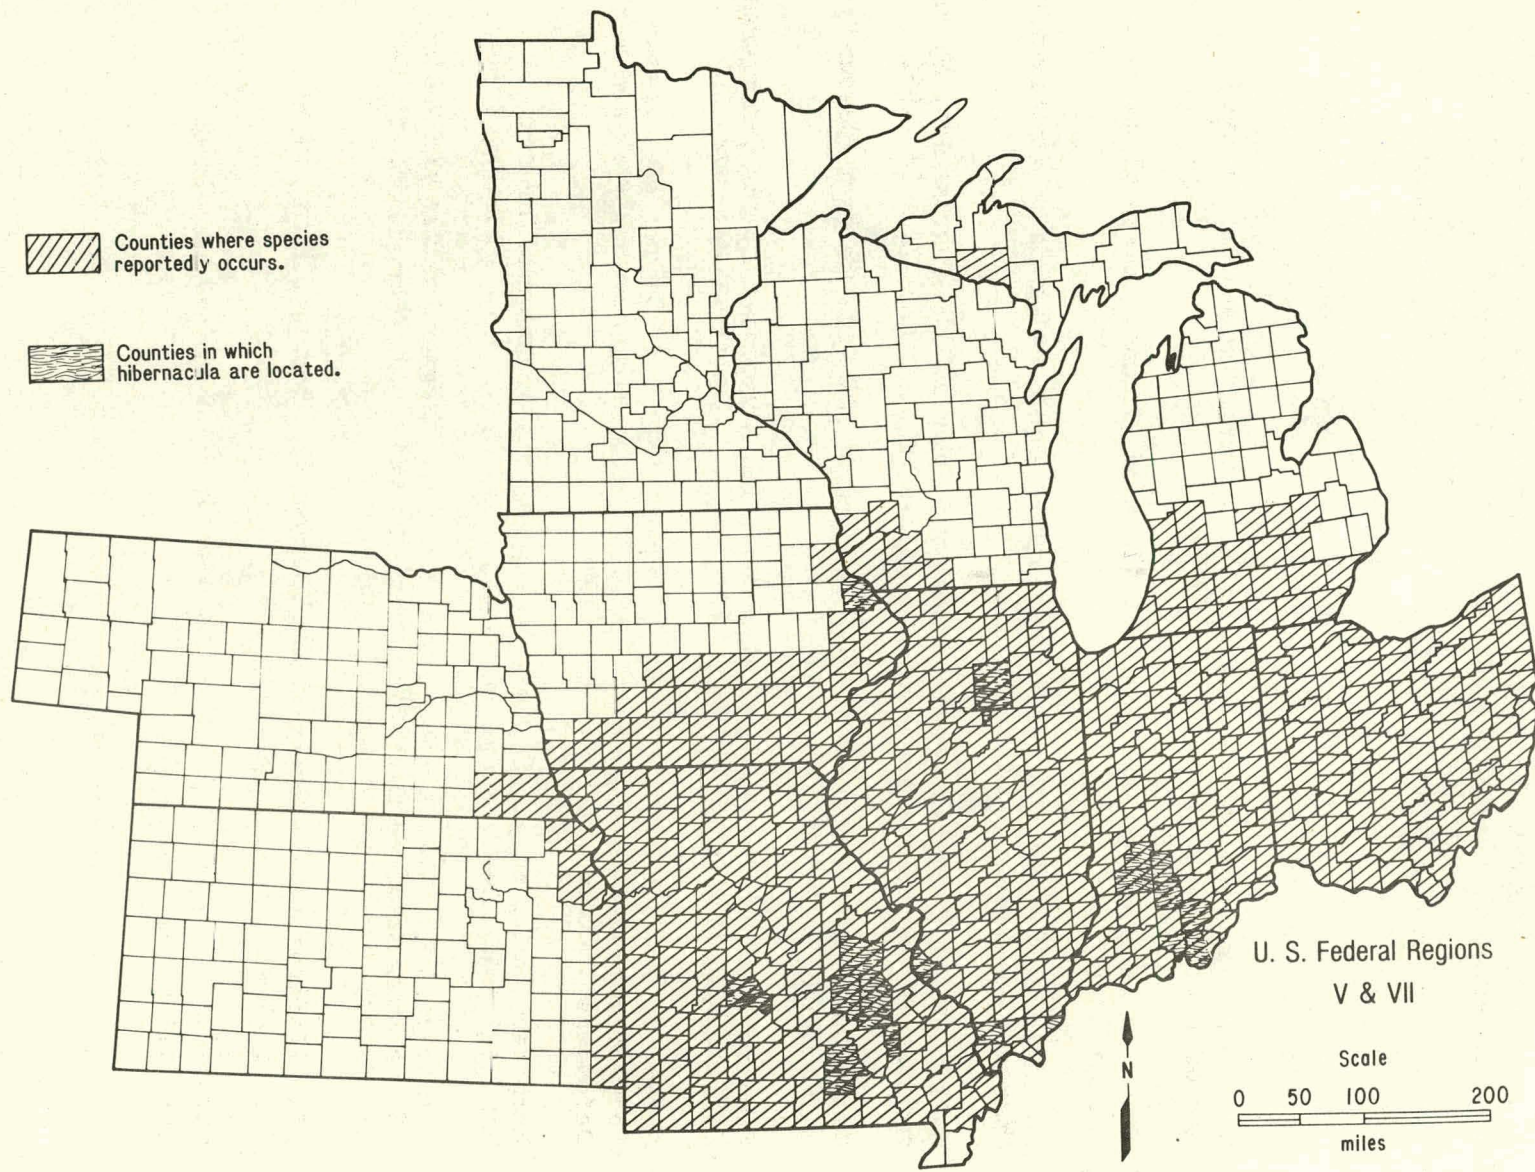 Counties where species
reported y occurs.
Counties in which
hibernacula are located.
U. S. Federal Regions
V & VII
N
Scale
0 50 100 200
miles